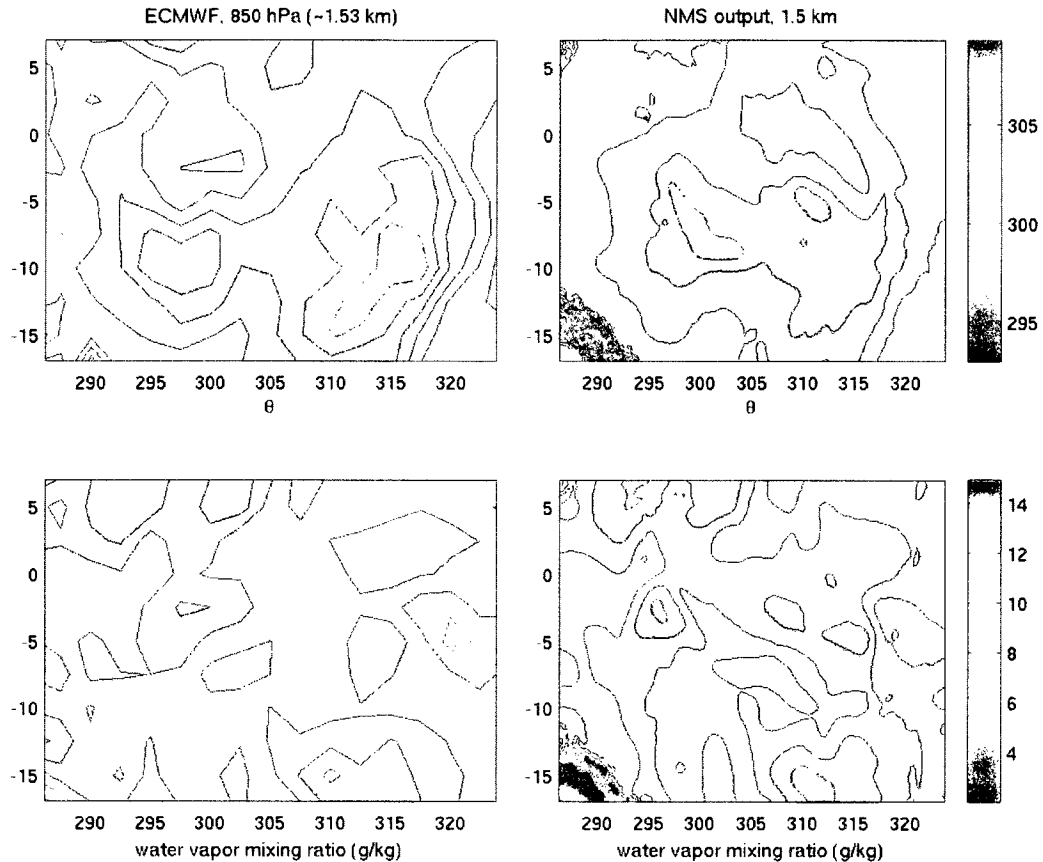 ECMWF, 850 hPa (~1.53 km)
NMS output, 1.5 km
5
0
-5
-10
-15
290 295 300 305 310 315 320
θ
5
0
-5
-10
-15
290 295 300 305 310 315 320
θ
305
300
295
5
0
-5
-10
-15
290 295 300 305 310 315 320
water vapor mixing ratio (g/kg)
5
0
-5
-10
-15
290 295 300 305 310 315 320
water vapor mixing ratio (g/kg)
14
12
10
8
6
4